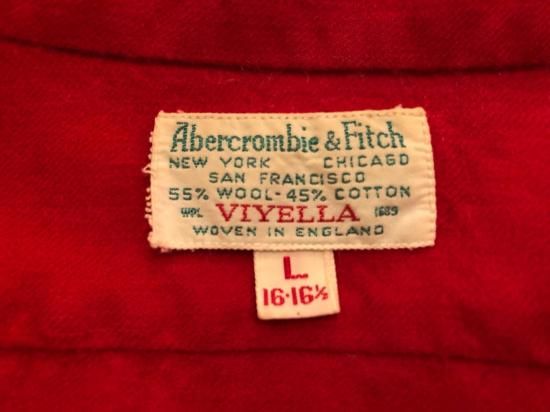 Abercrombie & Fitch
NEW YORK CHICAGO
SAN FRANCISCO
55% WOOL-45% COTTON
WPL VIYELLA 1689
WOVEN IN ENGLAND
L
16·16½